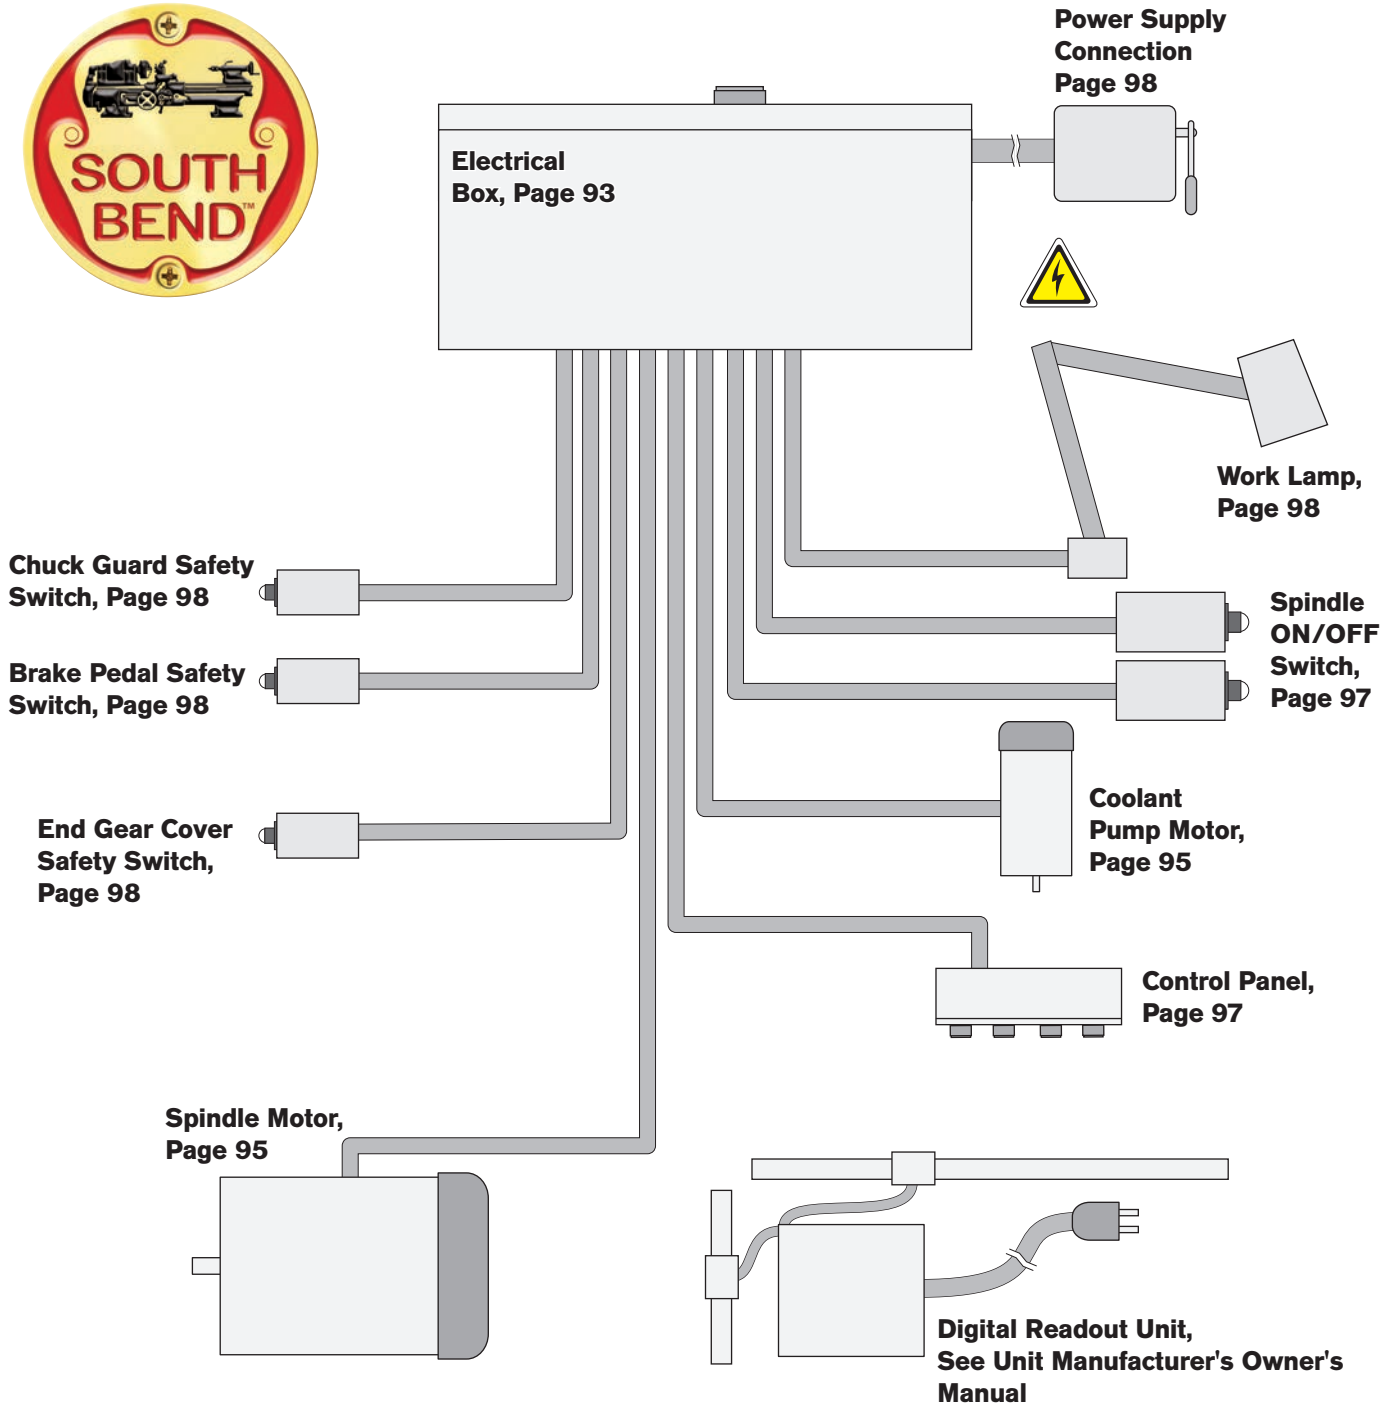 SOUTH
BEND™
Power Supply
Connection
Page 98
Electrical
Box, Page 93
Work Lamp,
Page 98
Chuck Guard Safety
Switch, Page 98
Spindle
ON/OFF
Switch,
Page 97
Brake Pedal Safety
Switch, Page 98
Coolant
Pump Motor,
Page 95
End Gear Cover
Safety Switch,
Page 98
Control Panel,
Page 97
Spindle Motor,
Page 95
Digital Readout Unit,
See Unit Manufacturer's Owner's
Manual